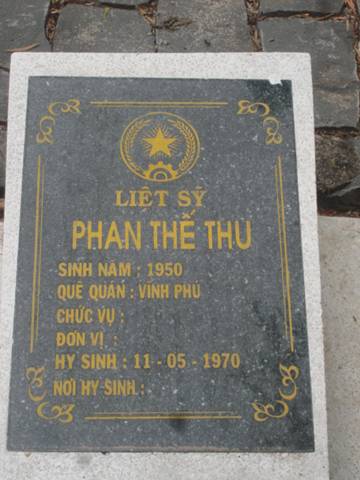 LIỆT SỸ
PHAN THẾ THU
SINH NĂM : 1950
QUÊ QUÁN : VĨNH PHÚ
CHỨC VỤ :
ĐƠN VỊ :
HY SINH : 11 - 05 - 1970
NƠI HY SINH :